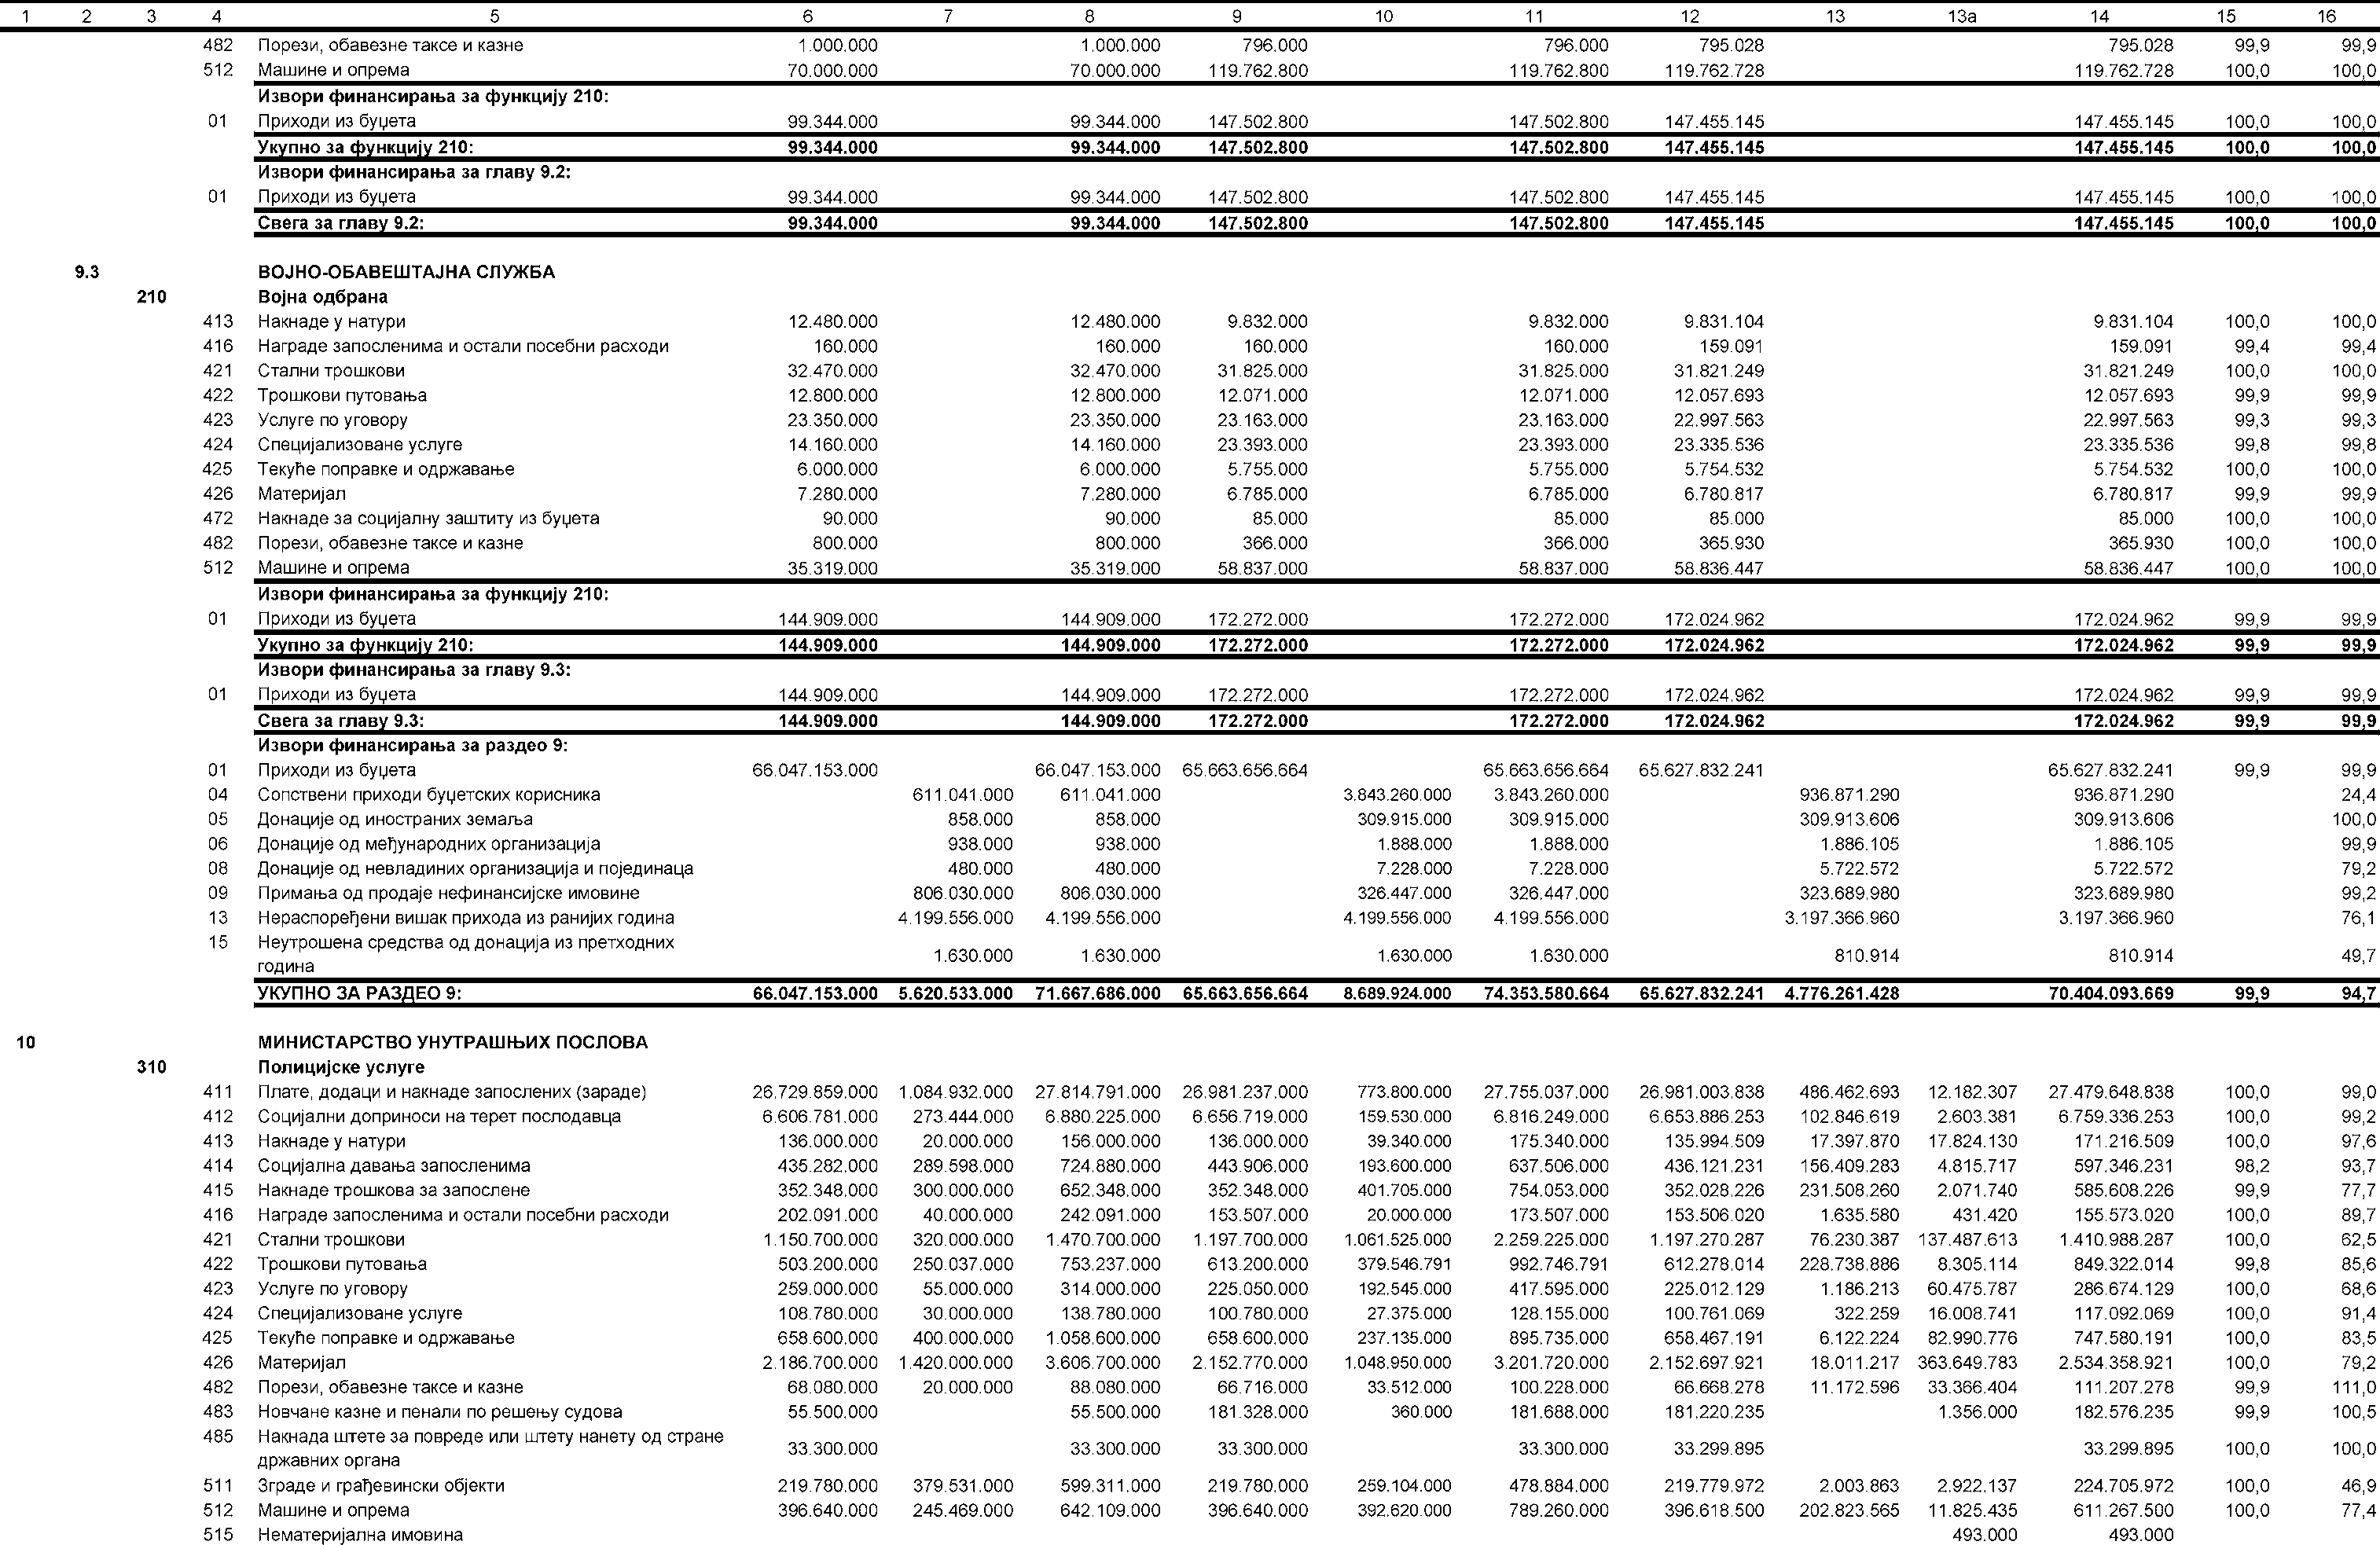 1 2 3 4 5 6 7 8 9 10 11 12 13 13a 14 15 16
482 Порези, обавезне таксе и казне 1.000.000 1.000.000 796.000 796.000 795.028 795.028 99,9 99,9
512 Машине и опрема 70.000.000 70.000.000 119.762.800 119.762.800 119.762.728 119.762.728 100,0 100,0
Извори финансирања за функцију 210:
01 Приходи из буџета 99.344.000 99.344.000 147.502.800 147.502.800 147.455.145 147.455.145 100,0 100,0
Укупно за функцију 210: 99.344.000 99.344.000 147.502.800 147.502.800 147.455.145 147.455.145 100,0 100,0
Извори финансирања за главу 9.2:
01 Приходи из буџета 99.344.000 99.344.000 147.502.800 147.502.800 147.455.145 147.455.145 100,0 100,0
Свега за главу 9.2: 99.344.000 99.344.000 147.502.800 147.502.800 147.455.145 147.455.145 100,0 100,0
9.3 ВОЈНО-ОБАВЕШТАЈНА СЛУЖБА
210 Војна одбрана
413 Накнаде у натури 12.480.000 12.480.000 9.832.000 9.832.000 9.831.104 9.831.104 100,0 100,0
416 Награде запосленима и остали посебни расходи 160.000 160.000 160.000 160.000 159.091 159.091 99,4 99,4
421 Стални трошкови 32.470.000 32.470.000 31.825.000 31.825.000 31.821.249 31.821.249 100,0 100,0
422 Трошкови путовања 12.800.000 12.800.000 12.071.000 12.071.000 12.057.693 12.057.693 99,9 99,9
423 Услуге по уговору 23.350.000 23.350.000 23.163.000 23.163.000 22.997.563 22.997.563 99,3 99,3
424 Специјализоване услуге 14.160.000 14.160.000 23.393.000 23.393.000 23.335.536 23.335.536 99,8 99,8
425 Текуће поправке и одржавање 6.000.000 6.000.000 5.755.000 5.755.000 5.754.532 5.754.532 100,0 100,0
426 Материјал 7.280.000 7.280.000 6.785.000 6.785.000 6.780.817 6.780.817 99,9 99,9
472 Накнаде за социјалну заштиту из буџета 90.000 90.000 85.000 85.000 85.000 85.000 100,0 100,0
482 Порези, обавезне таксе и казне 800.000 800.000 366.000 366.000 365.930 365.930 100,0 100,0
512 Машине и опрема 35.319.000 35.319.000 58.837.000 58.837.000 58.836.447 58.836.447 100,0 100,0
Извори финансирања за функцију 210:
01 Приходи из буџета 144.909.000 144.909.000 172.272.000 172.272.000 172.024.962 172.024.962 99,9 99,9
Укупно за функцију 210: 144.909.000 144.909.000 172.272.000 172.272.000 172.024.962 172.024.962 99,9 99,9
Извори финансирања за главу 9.3:
01 Приходи из буџета 144.909.000 144.909.000 172.272.000 172.272.000 172.024.962 172.024.962 99,9 99,9
Свега за главу 9.3: 144.909.000 144.909.000 172.272.000 172.272.000 172.024.962 172.024.962 99,9 99,9
Извори финансирања за раздео 9:
01 Приходи из буџета 66.047.153.000 66.047.153.000 65.663.656.664 65.663.656.664 65.627.832.241 65.627.832.241 99,9 99,9
04 Сопствени приходи буџетских корисника 611.041.000 611.041.000 3.843.260.000 3.843.260.000 936.871.290 936.871.290 24,4
05 Донације од иностраних земаља 858.000 858.000 309.915.000 309.915.000 309.913.606 309.913.606 100,0
06 Донације од међународних организација 938.000 938.000 1.888.000 1.888.000 1.886.105 1.886.105 99,9
08 Донације од невладиних организација и појединаца 480.000 480.000 7.228.000 7.228.000 5.722.572 5.722.572 79,2
09 Примања од продаје нефинансијске имовине 806.030.000 806.030.000 326.447.000 326.447.000 323.689.980 323.689.980 99,2
13 Нераспоређени вишак прихода из ранијих година 4.199.556.000 4.199.556.000 4.199.556.000 4.199.556.000 3.197.366.960 3.197.366.960 76,1
15 Неутрошена средства од донација из претходних
година 1.630.000 1.630.000 1.630.000 1.630.000 810.914 810.914 49,7
УКУПНО ЗА РАЗДЕО 9: 66.047.153.000 5.620.533.000 71.667.686.000 65.663.656.664 8.689.924.000 74.353.580.664 65.627.832.241 4.776.261.428 70.404.093.669 99,9 94,7
10 МИНИСТАРСТВО УНУТРАШЊИХ ПОСЛОВА
310 Полицијске услуге
411 Плате, додаци и накнаде запослених (зараде) 26.729.859.000 1.084.932.000 27.814.791.000 26.981.237.000 773.800.000 27.755.037.000 26.981.003.838 486.462.693 12.182.307 27.479.648.838 100,0 99,0
412 Социјални доприноси на терет послодавца 6.606.781.000 273.444.000 6.880.225.000 6.656.719.000 159.530.000 6.816.249.000 6.653.886.253 102.846.619 2.603.381 6.759.336.253 100,0 99,2
413 Накнаде у натури 136.000.000 20.000.000 156.000.000 136.000.000 39.340.000 175.340.000 135.994.509 17.397.870 17.824.130 171.216.509 100,0 97,6
414 Социјална давања запосленима 435.282.000 289.598.000 724.880.000 443.906.000 193.600.000 637.506.000 436.121.231 156.409.283 4.815.717 597.346.231 98,2 93,7
415 Накнаде трошкова за запослене 352.348.000 300.000.000 652.348.000 352.348.000 401.705.000 754.053.000 352.028.226 231.508.260 2.071.740 585.608.226 99,9 77,7
416 Награде запосленима и остали посебни расходи 202.091.000 40.000.000 242.091.000 153.507.000 20.000.000 173.507.000 153.506.020 1.635.580 431.420 155.573.020 100,0 89,7
421 Стални трошкови 1.150.700.000 320.000.000 1.470.700.000 1.197.700.000 1.061.525.000 2.259.225.000 1.197.270.287 76.230.387 137.487.613 1.410.988.287 100,0 62,5
422 Трошкови путовања 503.200.000 250.037.000 753.237.000 613.200.000 379.546.791 992.746.791 612.278.014 228.738.886 8.305.114 849.322.014 99,8 85,6
423 Услуге по уговору 259.000.000 55.000.000 314.000.000 225.050.000 192.545.000 417.595.000 225.012.129 1.186.213 60.475.787 286.674.129 100,0 68,6
424 Специјализоване услуге 108.780.000 30.000.000 138.780.000 100.780.000 27.375.000 128.155.000 100.761.069 322.259 16.008.741 117.092.069 100,0 91,4
425 Текуће поправке и одржавање 658.600.000 400.000.000 1.058.600.000 658.600.000 237.135.000 895.735.000 658.467.191 6.122.224 82.990.776 747.580.191 100,0 83,5
426 Материјал 2.186.700.000 1.420.000.000 3.606.700.000 2.152.770.000 1.048.950.000 3.201.720.000 2.152.697.921 18.011.217 363.649.783 2.534.358.921 100,0 79,2
482 Порези, обавезне таксе и казне 68.080.000 20.000.000 88.080.000 66.716.000 33.512.000 100.228.000 66.668.278 11.172.596 33.366.404 111.207.278 99,9 111,0
483 Новчане казне и пенали по решењу судова 55.500.000 55.500.000 181.328.000 360.000 181.688.000 181.220.235 1.356.000 182.576.235 99,9 100,5
485 Накнада штете за повреде или штету нанету од стране
државних органа 33.300.000 33.300.000 33.300.000 33.300.000 33.299.895 33.299.895 100,0 100,0
511 Зграде и грађевински објекти 219.780.000 379.531.000 599.311.000 219.780.000 259.104.000 478.884.000 219.779.972 2.003.863 2.922.137 224.705.972 100,0 46,9
512 Машине и опрема 396.640.000 245.469.000 642.109.000 396.640.000 392.620.000 789.260.000 396.618.500 202.823.565 11.825.435 611.267.500 100,0 77,4
515 Нематеријална имовина 493.000 493.000